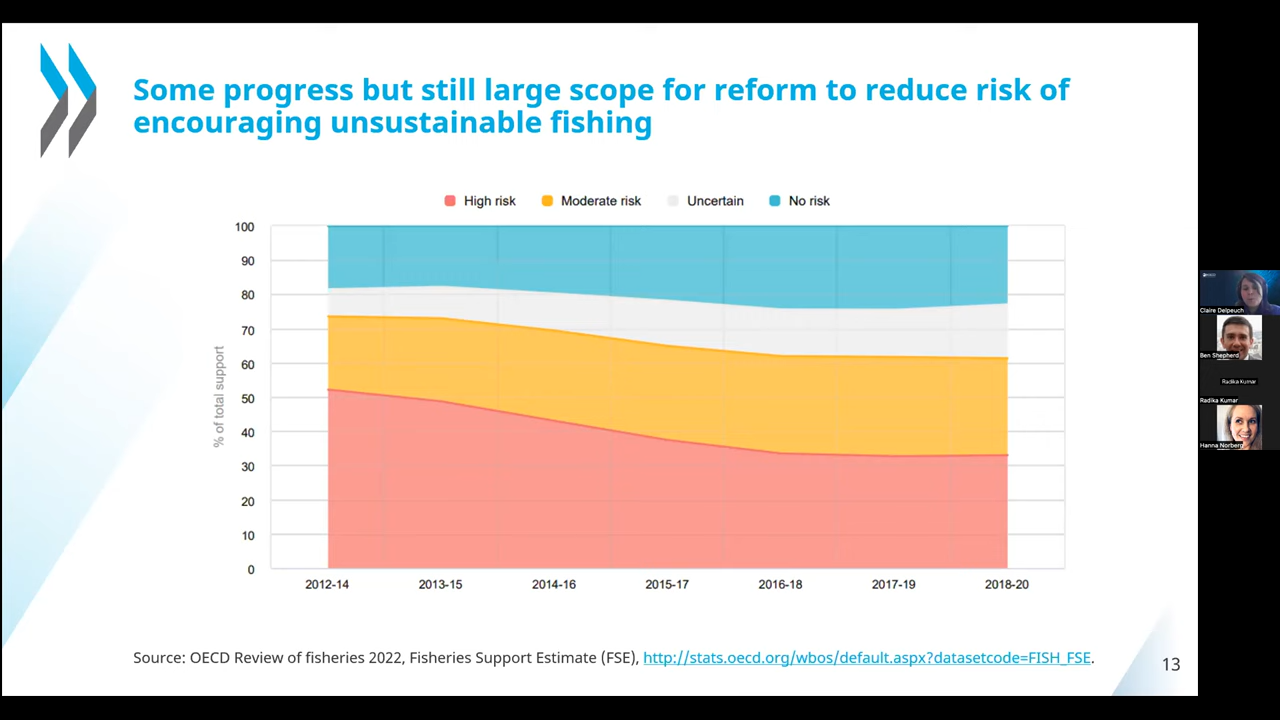 Some progress but still large scope for reform to reduce risk of
encouraging unsustainable fishing
High risk Moderate risk Uncertain No risk
% of total support
100
90
80
70
60
50
40
30
20
10
0
2012-14 2013-15 2014-16 2015-17 2016-18 2017-19 2018-20
Source: OECD Review of fisheries 2022, Fisheries Support Estimate (FSE), http://stats.oecd.org/wbos/default.aspx?datasetcode=FISH_FSE.
13
Claire Delpeuch
Ben Shepherd
Radika Kumar
Radika Kumar
Hanna Norberg